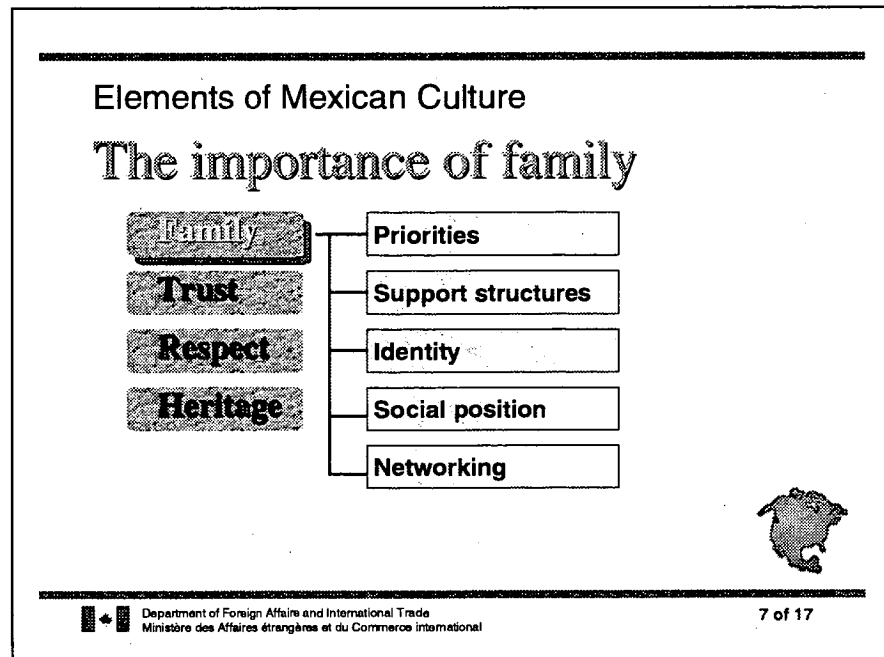 Elements of Mexican Culture
The importance of family
Family
Trust
Respect
Heritage
Priorities
Support structures
Identity
Social position
Networking
Department of Foreign Affairs and International Trade
Ministère des Affaires étrangères et du Commerce international
7 of 17